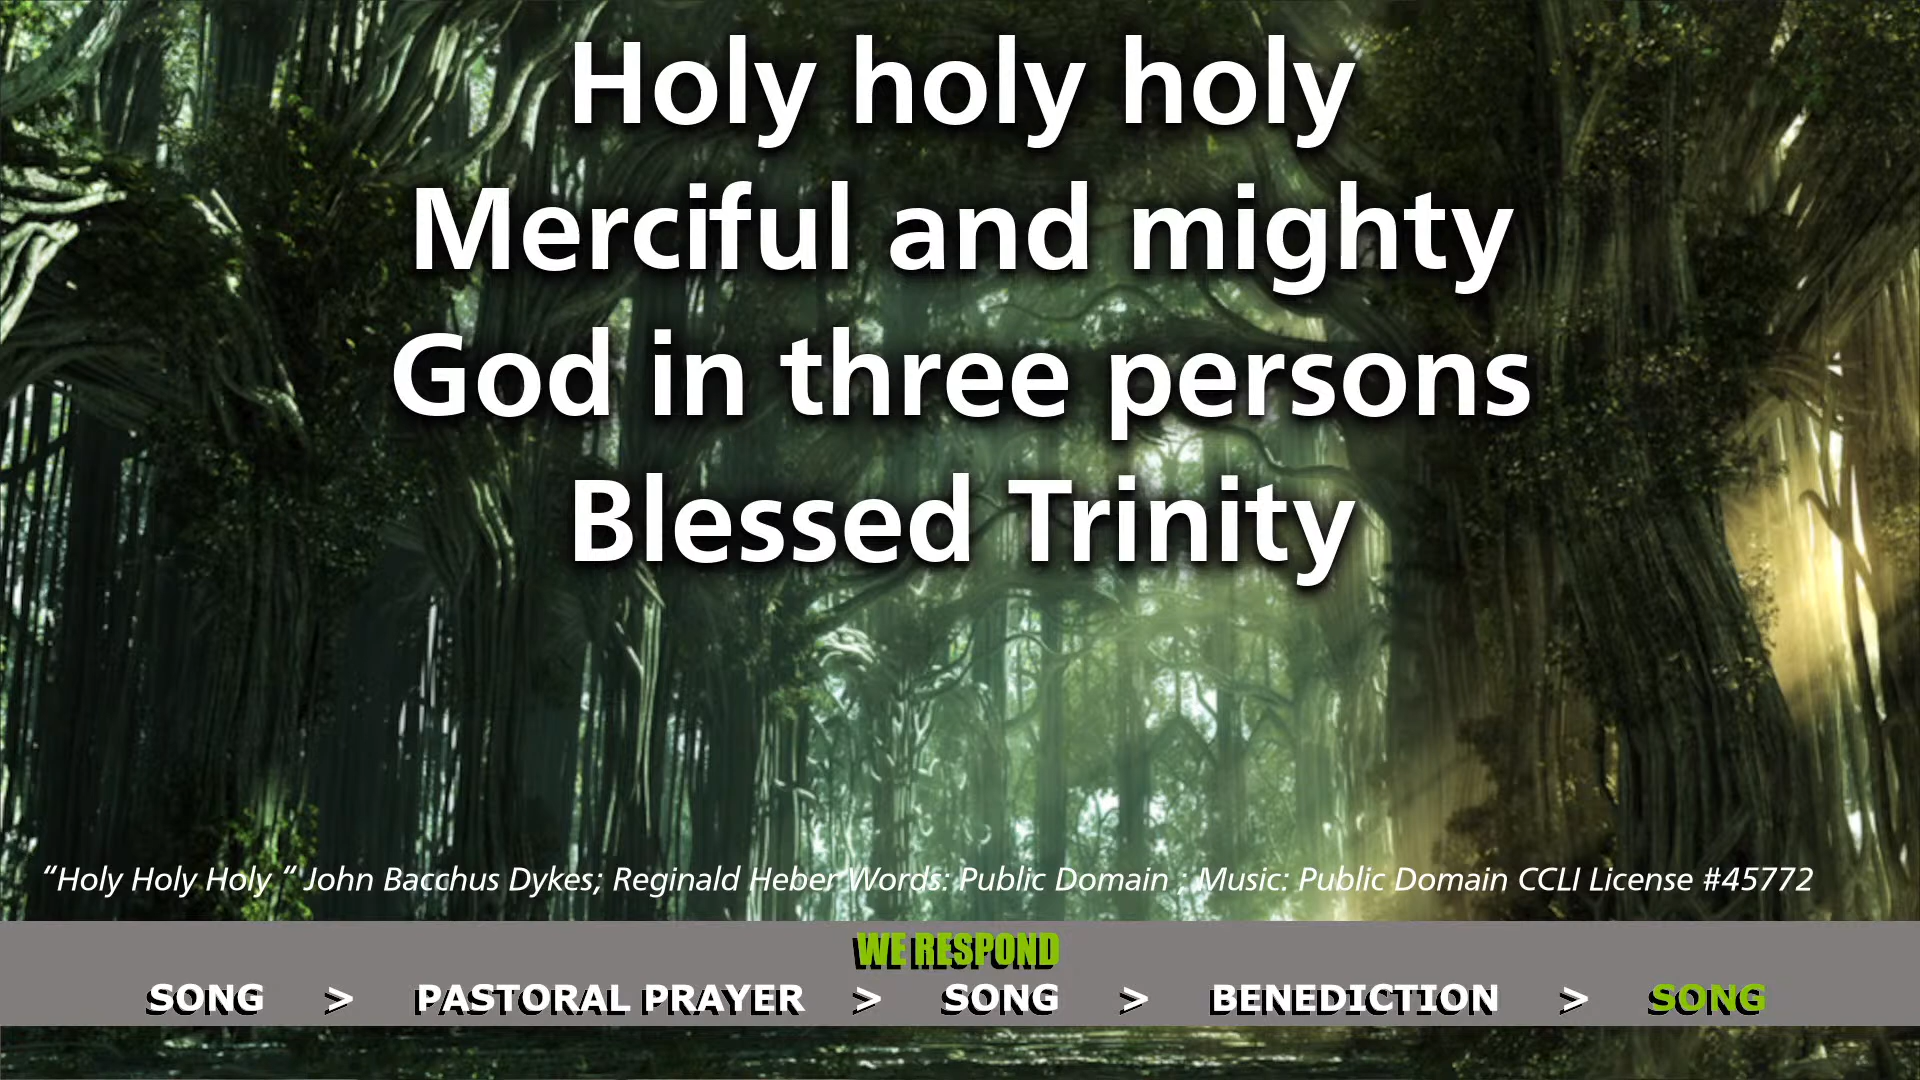 Holy holy holy
Merciful and mighty
God in three persons
Blessed Trinity
“Holy Holy Holy “ John Bacchus Dykes; Reginald Heber Words: Public Domain ; Music: Public Domain CCLI License #45772
WE RESPOND
SONG > PASTORAL PRAYER > SONG > BENEDICTION > SONG